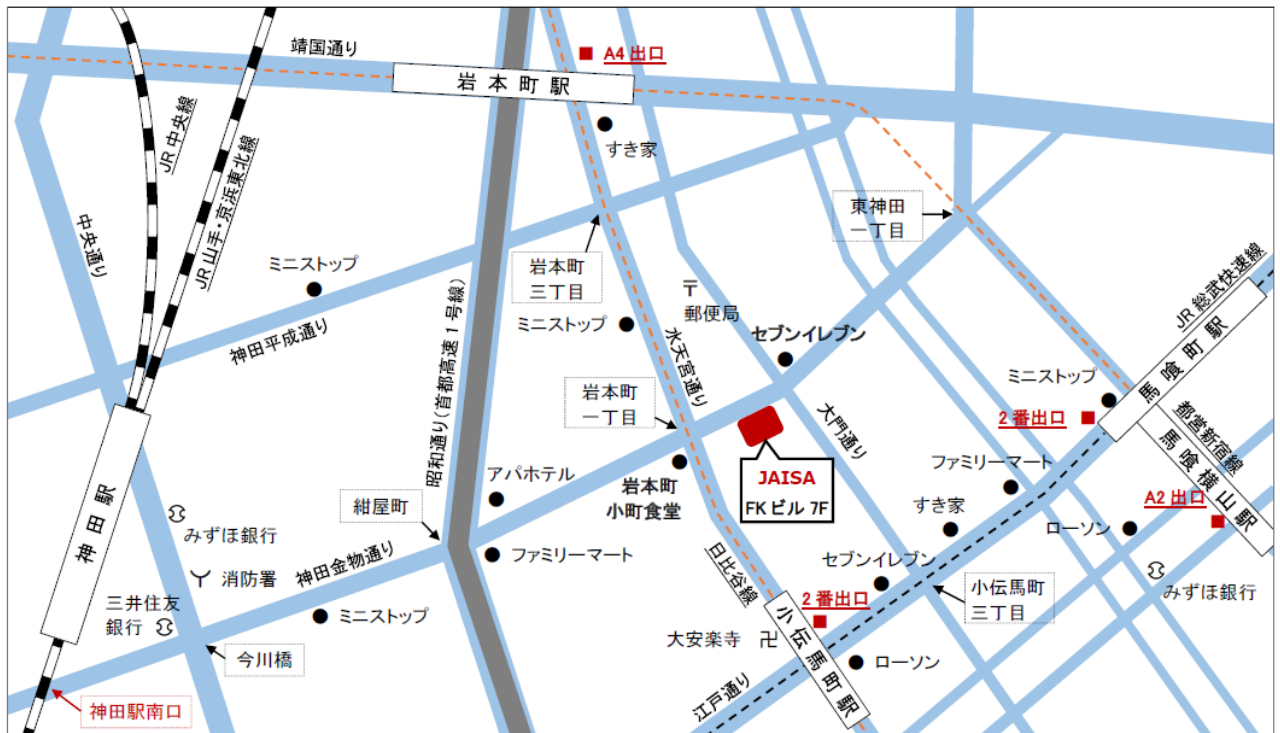 靖国通り
A4 出口
岩本町駅
すき家
JR 中央線
JR 山手・京浜東北線
中央通り
東神田
一丁目
ミニストップ
岩本町
三丁目
〒
郵便局
JR 総武快速線
神田平成通り
昭和通り(首都高速 1 号線)
ミニストップ
水天宮通り
セブンイレブン
馬喰町駅
ミニストップ
岩本町
一丁目
大門通り
2 番出口
都営新宿線
馬喰横山駅
アパホテル
岩本町
小町食堂
JAISA
FK ビル 7F
ファミリーマート
A2 出口
神田駅
紺屋町
すき家
ローソン
みずほ銀行
神田金物通り
ファミリーマート
日比谷線
セブンイレブン
小伝馬町
三丁目
みずほ銀行
消防署
三井住友
銀行
ミニストップ
2 番出口
小伝馬町駅
大安楽寺
卍
ローソン
今川橋
江戸通り
神田駅南口